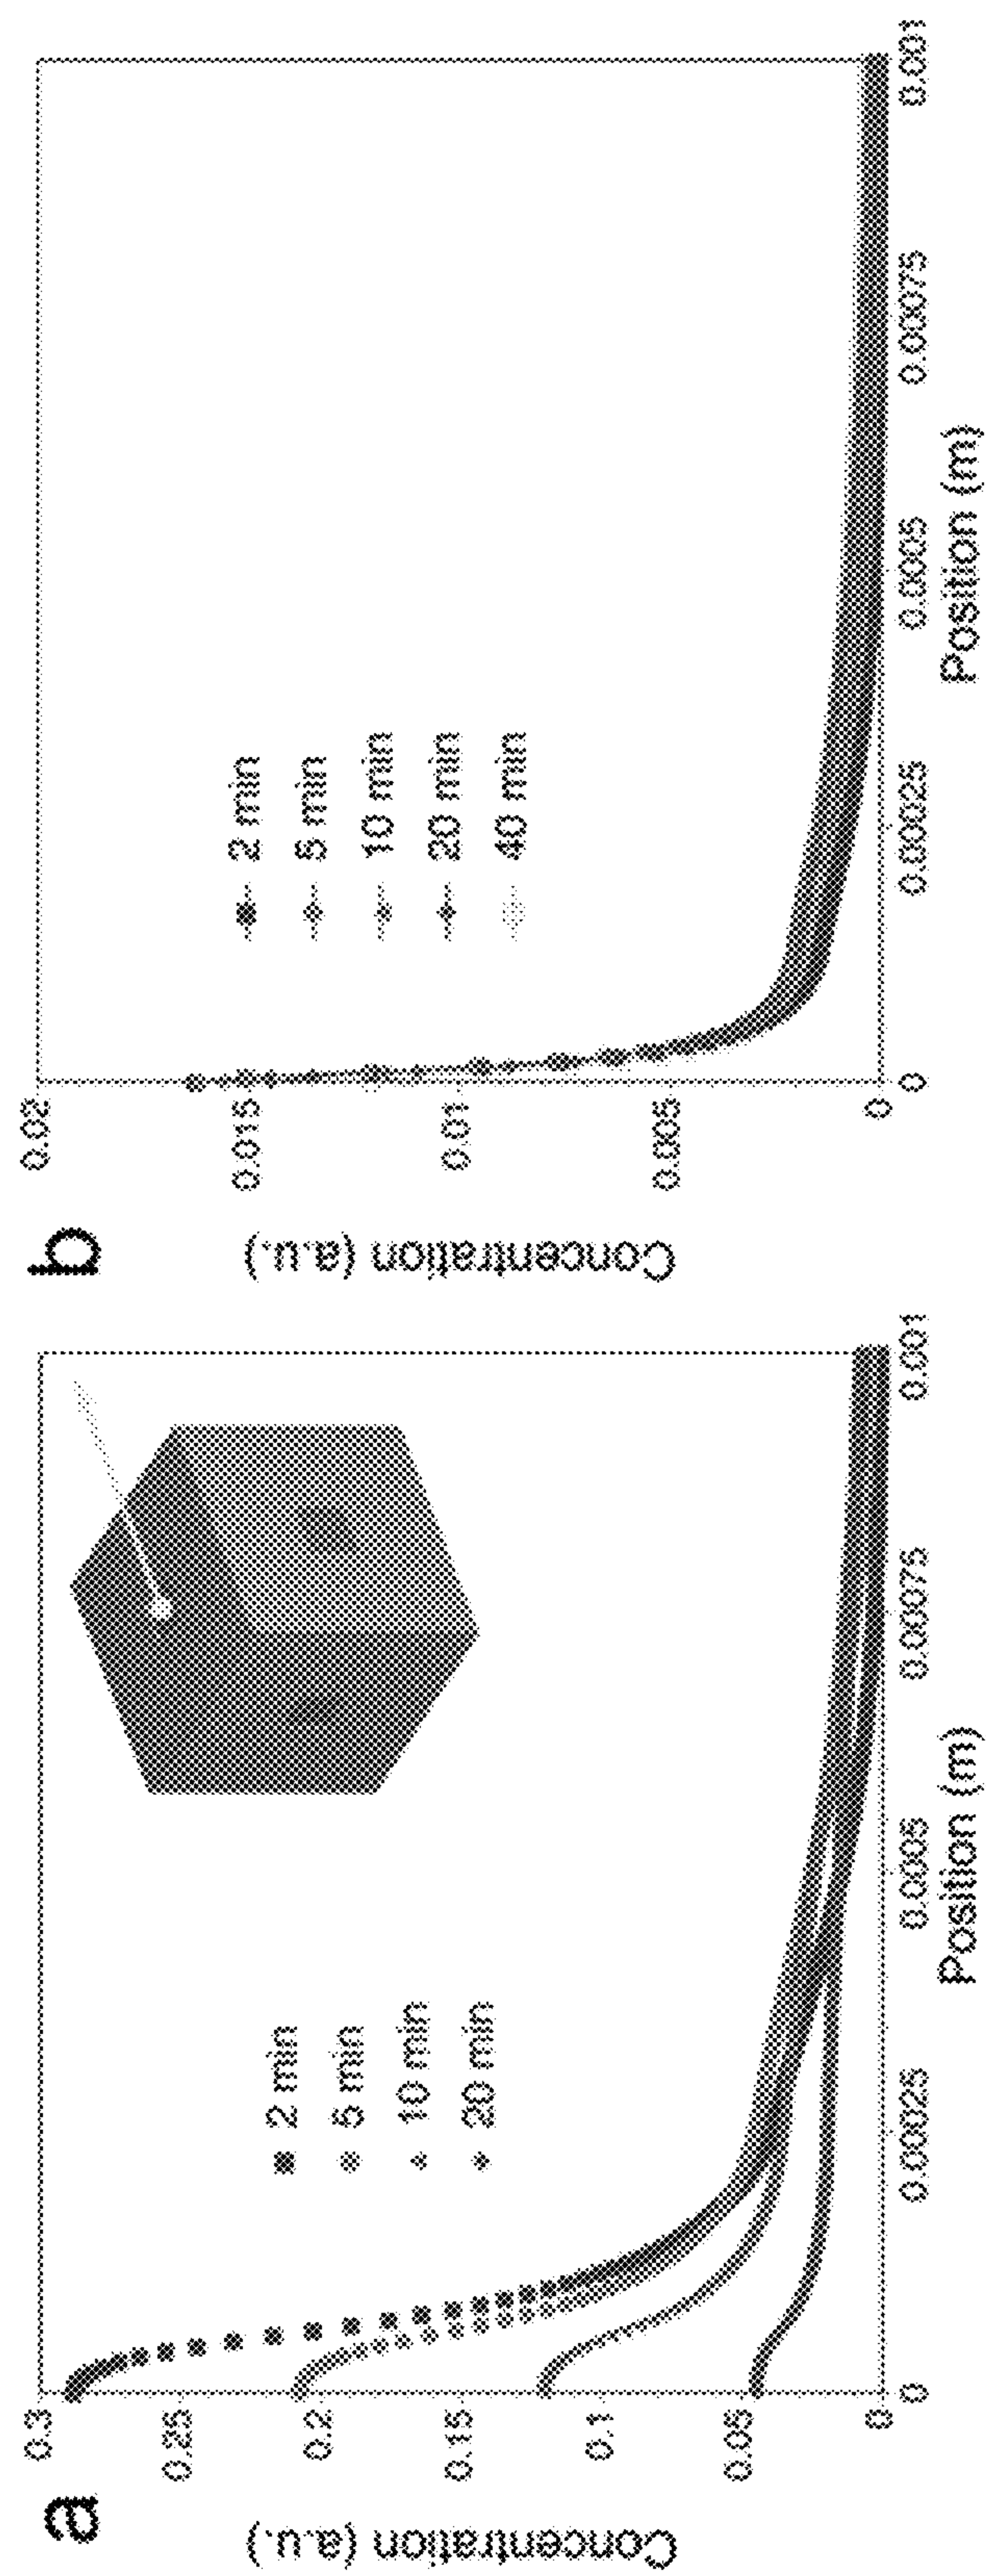 a
Concentration (a.u.)
0.3
0.25
0.2
0.15
0.1
0.05
0
2 min
5 min
10 min
20 min
0
0.00025
0.0005
0.00075
0.001
Position (m)
b
Concentration (a.u.)
0.02
0.015
0.01
0.005
0
2 min
5 min
10 min
20 min
40 min
0
0.00025
0.0005
0.00075
0.001
Position (m)